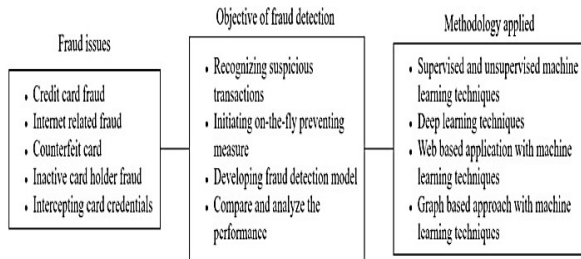 Fraud issues
• Credit card fraud
• Internet related fraud
• Counterfeit card
• Inactive card holder fraud
• Intercepting card credentials
Objective of fraud detection
• Recognizing suspicious
transactions
• Initiating on-the-fly preventing
measure
• Developing fraud detection model
• Compare and analyze the
performance
Methodology applied
• Supervised and unsupervised machine
learning techniques
• Deep learning techniques
• Web based application with machine
learning techniques
• Graph based approach with machine
learning techniques